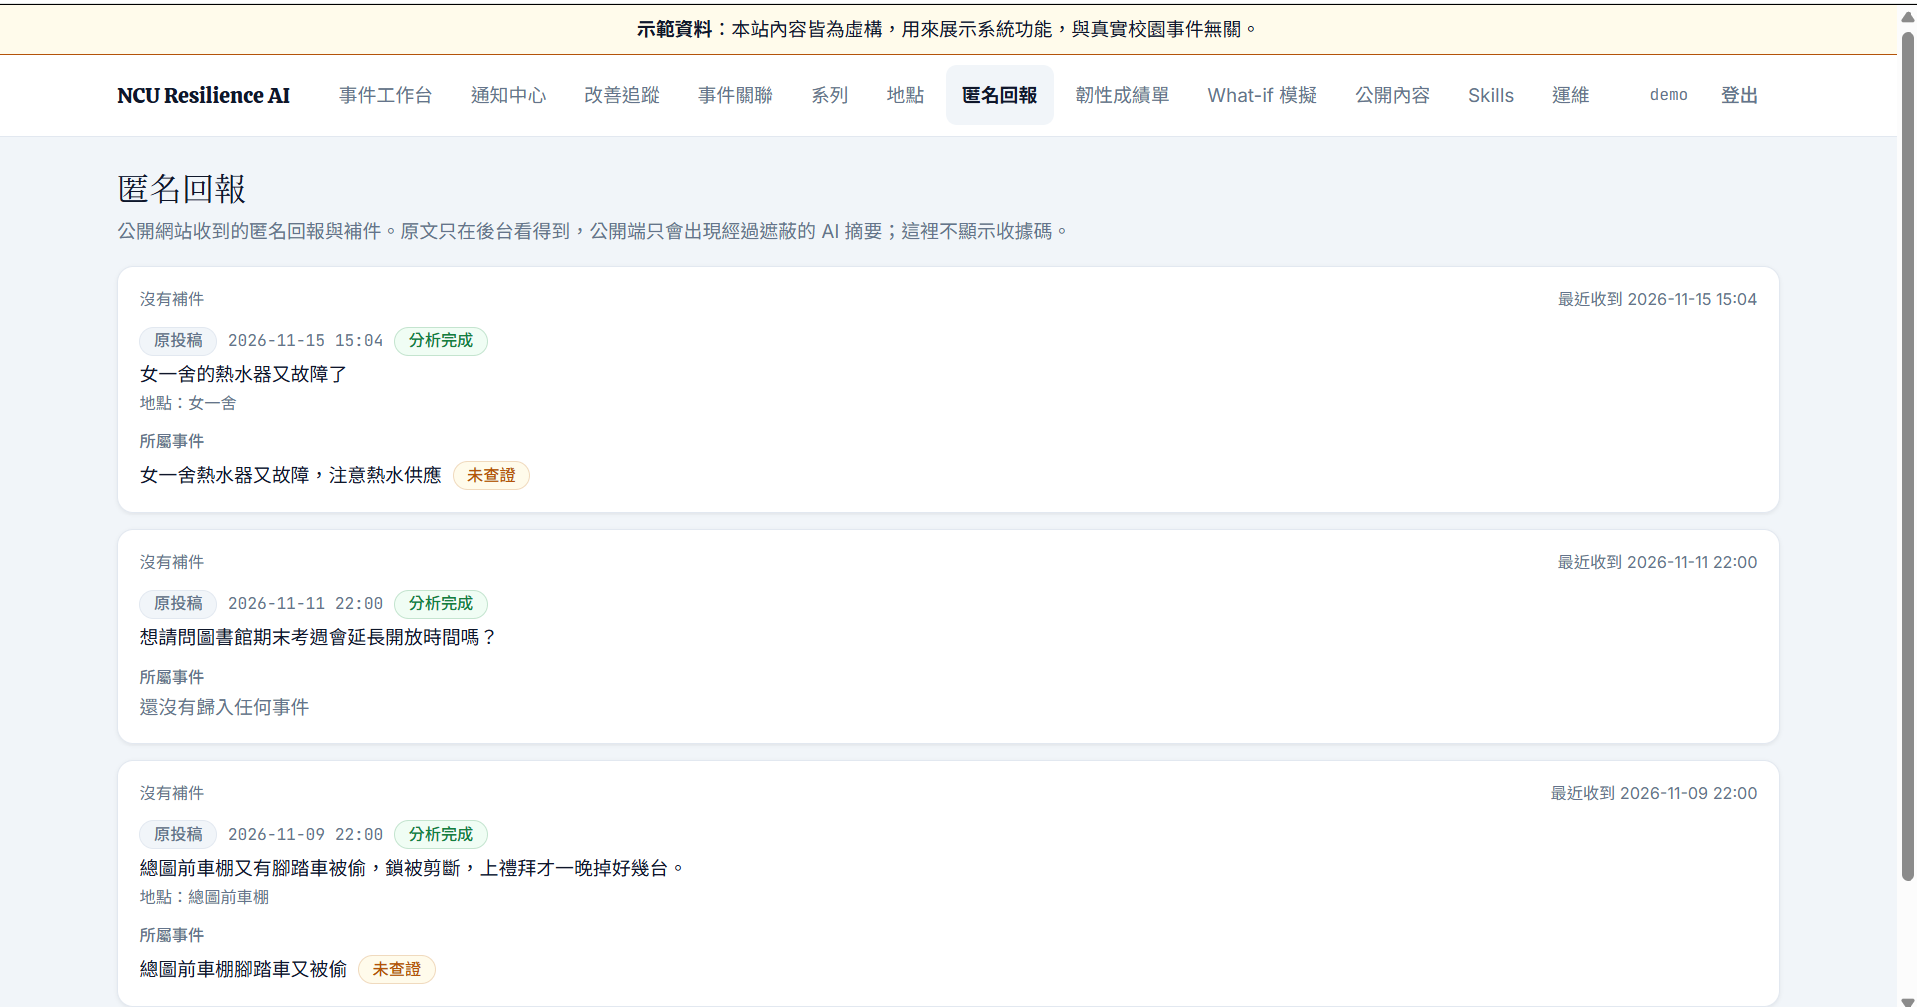 示範資料：本站內容皆為虛構，用來展示系統功能，與真實校園事件無關。
NCU Resilience AI 事件工作台 通知中心 改善追蹤 事件關聯 系列 地點 匿名回報 韌性成績單 What-if 模擬 公開內容 Skills 運維 demo 登出
匿名回報
公開網站收到的匿名回報與補件。原文只在後台看得到，公開端只會出現經過遮蔽的 AI 摘要；這裡不顯示收據碼。
沒有補件 最近收到 2026-11-15 15:04
原投稿 2026-11-15 15:04 分析完成
女一舍的熱水器又故障了
地點：女一舍
所屬事件
女一舍熱水器又故障，注意熱水供應 未查證
沒有補件 最近收到 2026-11-11 22:00
原投稿 2026-11-11 22:00 分析完成
想請問圖書館期末考週會延長開放時間嗎？
所屬事件
還沒有歸入任何事件
沒有補件 最近收到 2026-11-09 22:00
原投稿 2026-11-09 22:00 分析完成
總圖前車棚又有腳踏車被偷，鎖被剪斷，上禮拜才一晚掉好幾台。
地點：總圖前車棚
所屬事件
總圖前車棚腳踏車又被偷 未查證